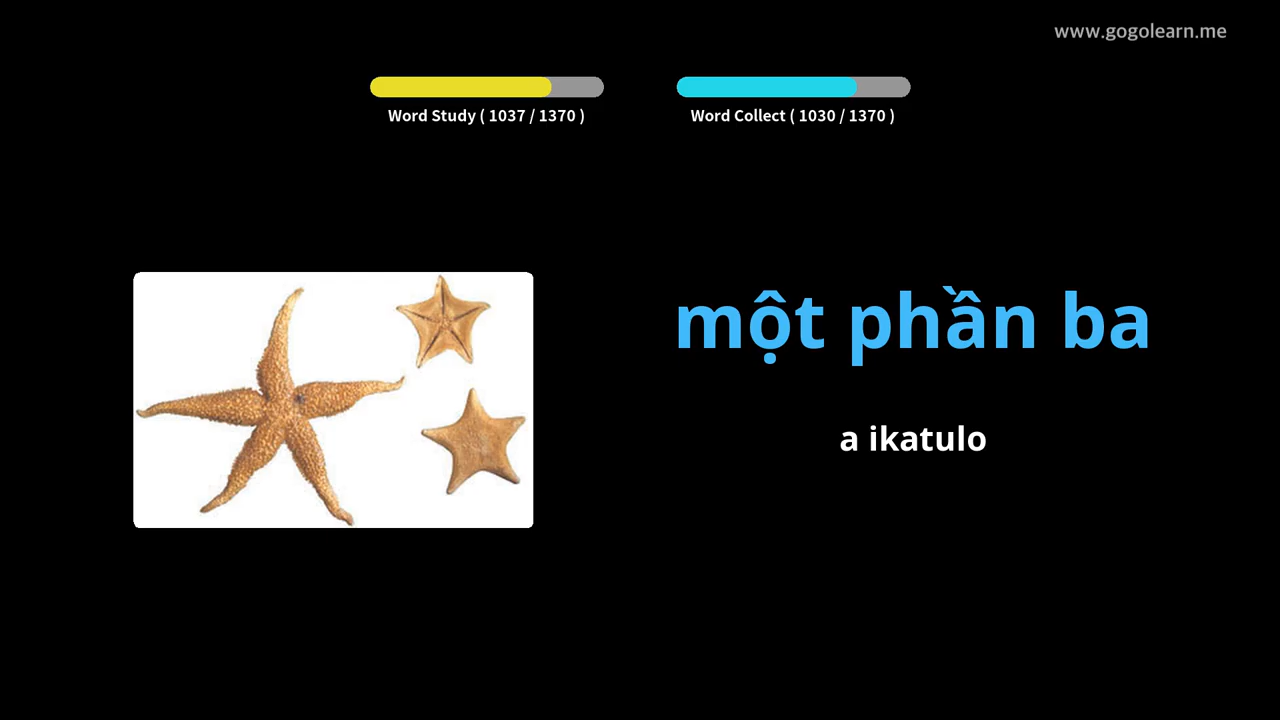 www.gogolearn.me
Word Study ( 1037 / 1370 )
Word Collect ( 1030 / 1370 )
một phần ba
a ikatulo